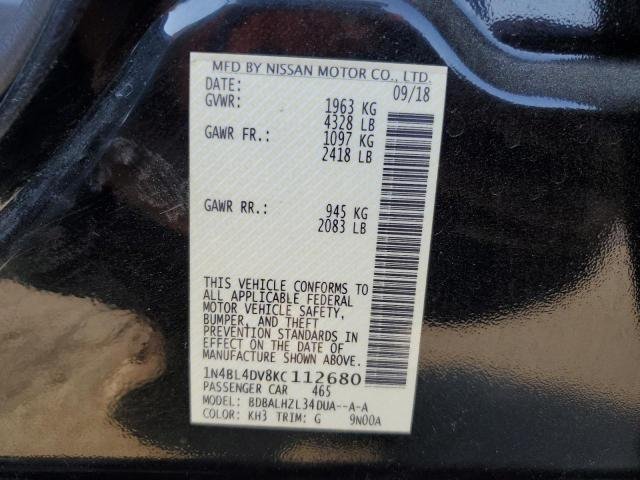 MFD BY NISSAN MOTOR CO., LTD.
DATE: 09/18
GVWR: 1963 KG
4328 LB
GAWR FR.: 1097 KG
2418 LB
GAWR RR.: 945 KG
2083 LB
THIS VEHICLE CONFORMS TO
ALL APPLICABLE FEDERAL
MOTOR VEHICLE SAFETY,
BUMPER, AND THEFT
PREVENTION STANDARDS IN
EFFECT ON THE DATE OF
MANUFACTURE SHOWN ABOVE.
1N4BL4DV8KC112680
PASSENGER CAR 465
MODEL: BDBALHZL34DUA--A-A
COLOR: KH3 TRIM: G 9N00A